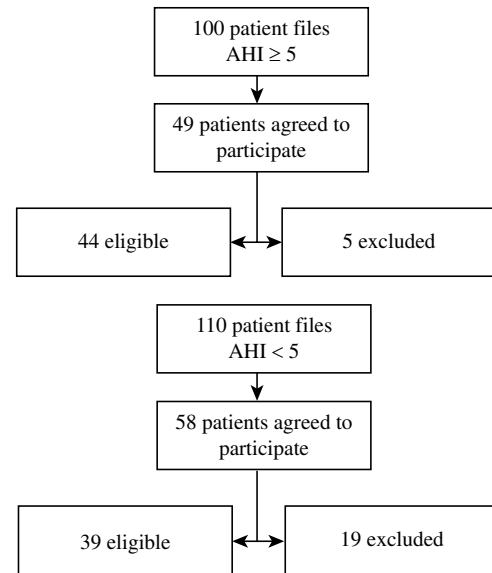 100 patient files
AHI ≥ 5
49 patients agreed to
participate
44 eligible
5 excluded
110 patient files
AHI < 5
58 patients agreed to
participate
39 eligible
19 excluded